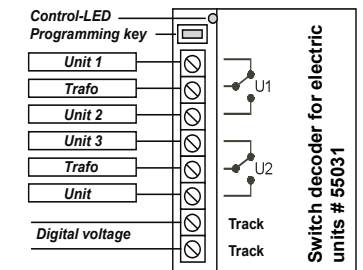 Control-LED
Programming key
Unit 1
Trafo
Unit 2
Unit 3
Trafo
Unit
Digital voltage
U1
U2
Track
Track
Switch decoder for electric
units # 55031